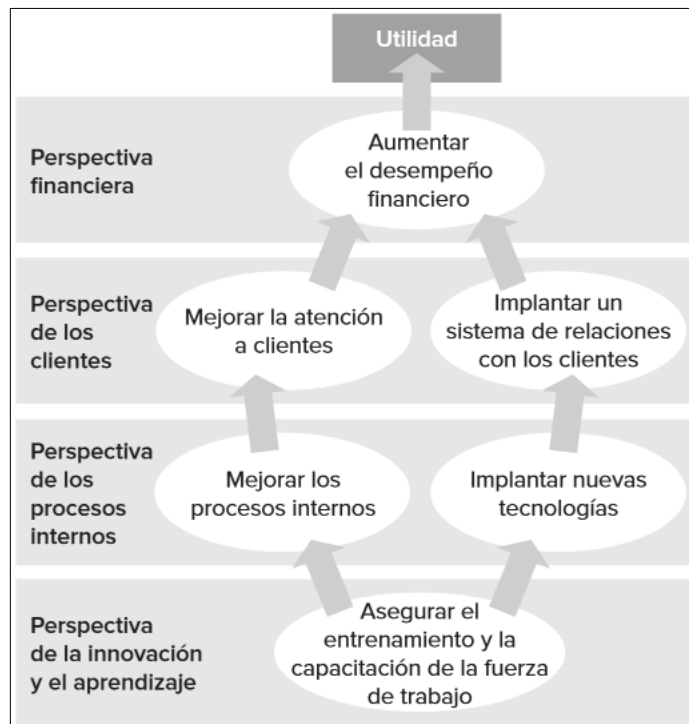 Utilidad
Perspectiva
financiera
Aumentar
el desempeño
financiero
Perspectiva
de los
clientes
Mejorar la atención
a clientes
Implantar un
sistema de relaciones
con los clientes
Perspectiva
de los
procesos
internos
Mejorar los
procesos internos
Implantar nuevas
tecnologías
Perspectiva
de la innovación
y el aprendizaje
Asegurar el
entrenamiento y la
capacitación de la fuerza
de trabajo